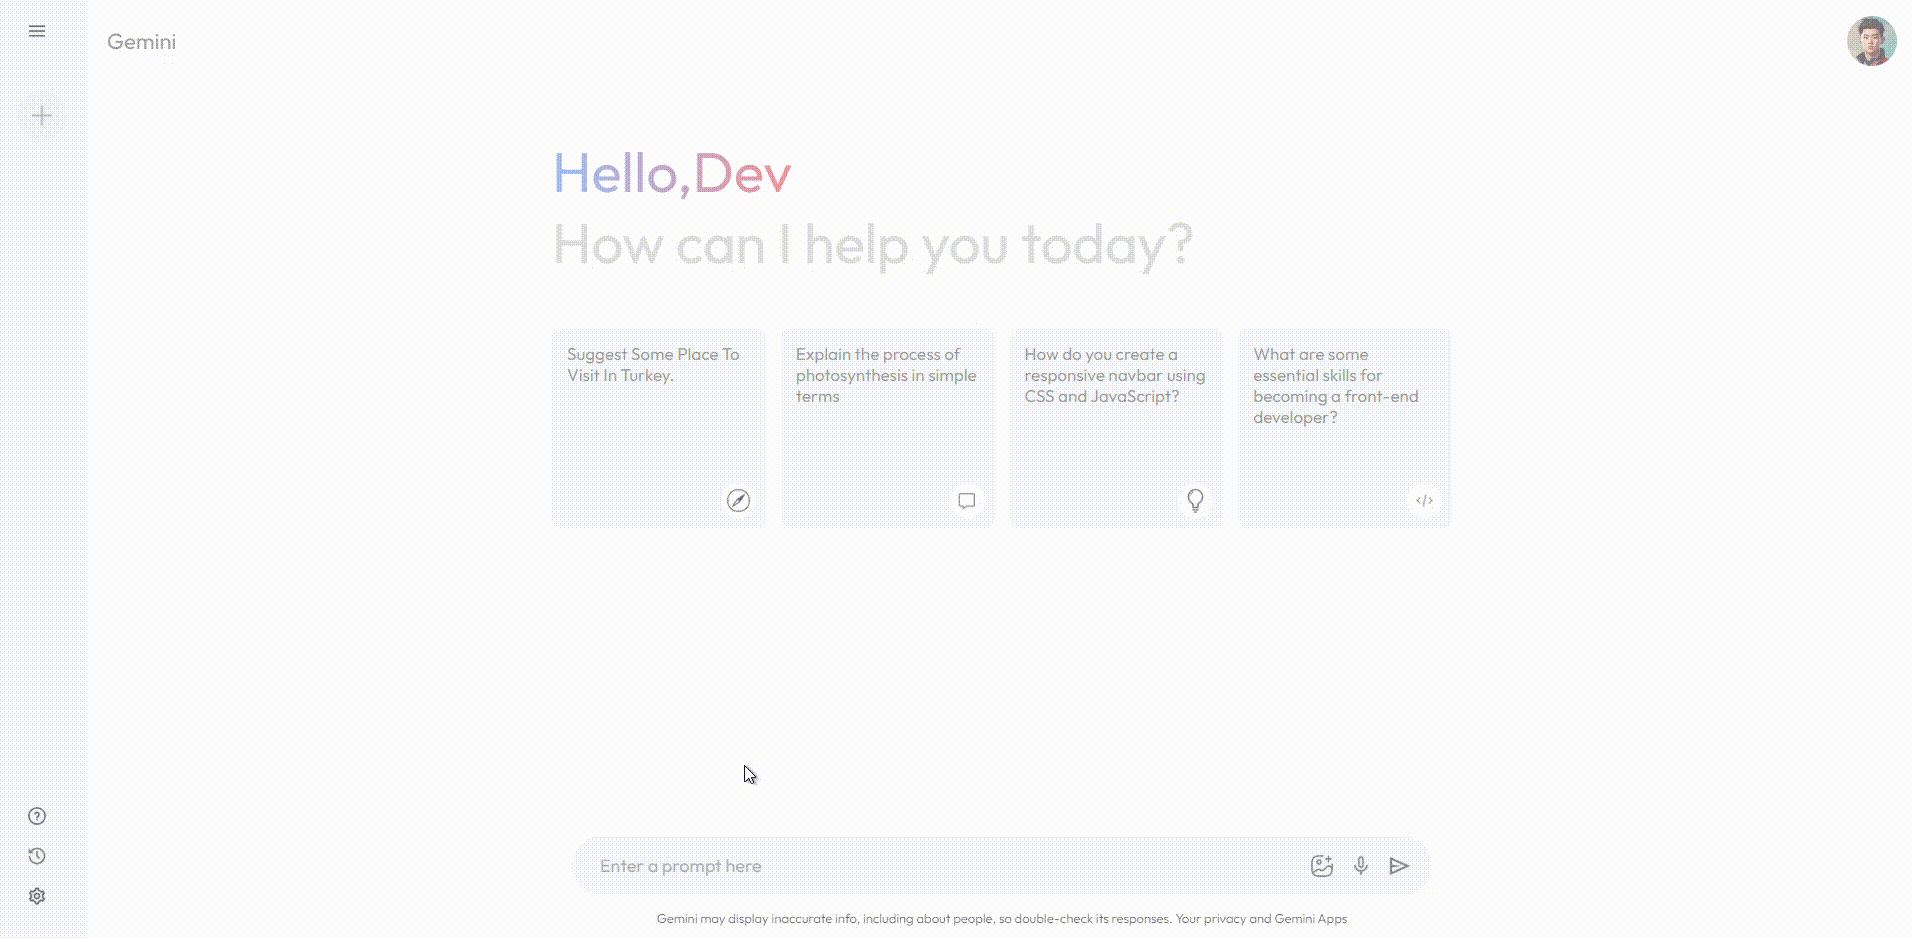 Gemini
Hello,Dev
How can I help you today?
Suggest Some Place To
Visit In Turkey.
Explain the process of
photosynthesis in simple
terms
How do you create a
responsive navbar using
CSS and JavaScript?
What are some
essential skills for
becoming a front-end
developer?
Enter a prompt here
Gemini may display inaccurate info, including about people, so double-check its responses. Your privacy and Gemini Apps